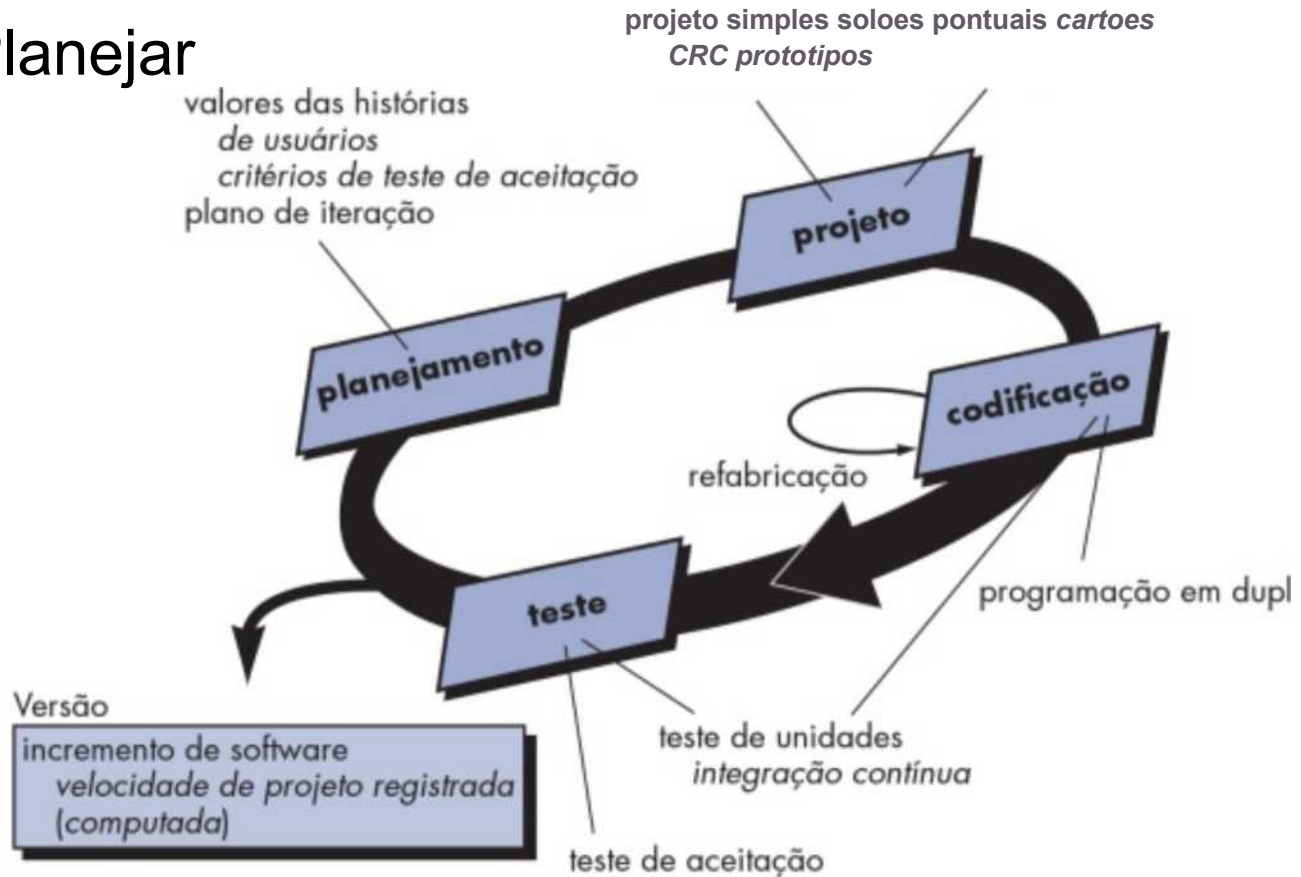 Planejar
projeto simples soloes pontuais cartoes
CRC prototipos
valores das histórias
de usuários
critérios de teste de aceitação
plano de iteração
projeto
planejamento
codificação
refabricação
programação em dupl
teste
Versão
incremento de software
velocidade de projeto registrada
(computada)
teste de unidades
integração contínua
teste de aceitação